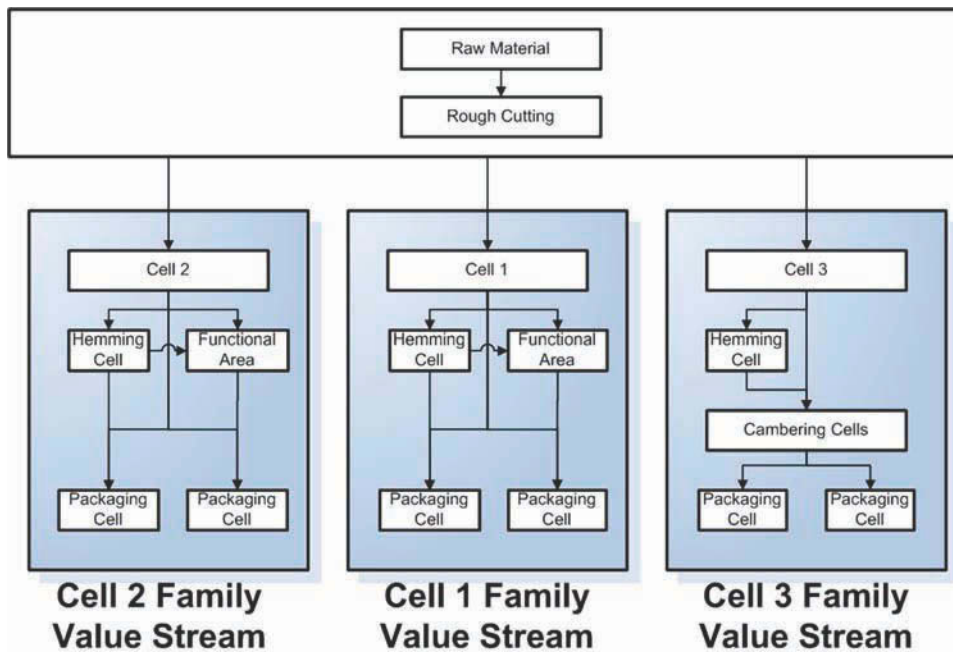 Raw Material
Rough Cutting
Cell 2
Hemming
Cell
Functional
Area
Packaging
Cell
Packaging
Cell
Cell 2 Family
Value Stream
Cell 1
Hemming
Cell
Functional
Area
Packaging
Cell
Packaging
Cell
Cell 1 Family
Value Stream
Cell 3
Hemming
Cell
Cambering Cells
Packaging
Cell
Packaging
Cell
Cell 3 Family
Value Stream